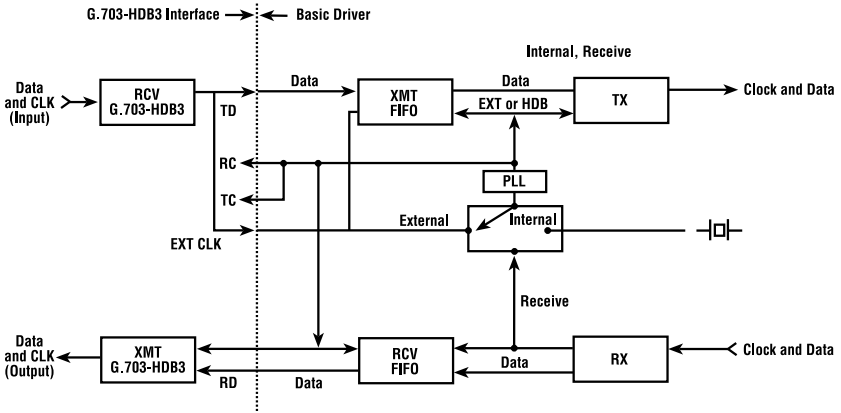 G.703-HDB3 Interface
Basic Driver
Internal, Receive
Data
and CLK
(Input)
RCV
G.703-HDB3
TD
Data
XMT
FIFO
Data
EXT or HDB
TX
Clock and Data
RC
TC
PLL
EXT CLK
External
Internal
Receive
Data
and CLK
(Output)
XMT
G.703-HDB3
RD
Data
RCV
FIFO
Data
RX
Clock and Data